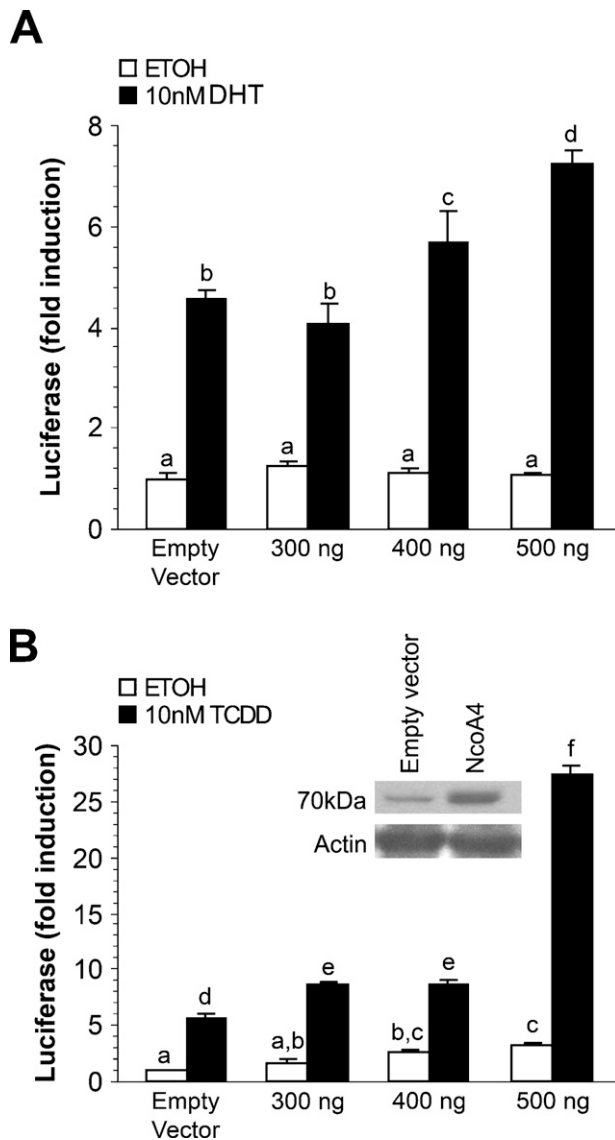 A
ETOH
10nM DHT
Luciferase (fold induction)
8
6
4
2
0
a
b
a
b
a
c
a
d
Empty Vector
300 ng
400 ng
500 ng
B
ETOH
10nM TCDD
Luciferase (fold induction)
30
25
20
15
10
5
0
Empty vector
NcoA4
70kDa
Actin
a
d
a,b
e
b,c
e
c
f
Empty Vector
300 ng
400 ng
500 ng